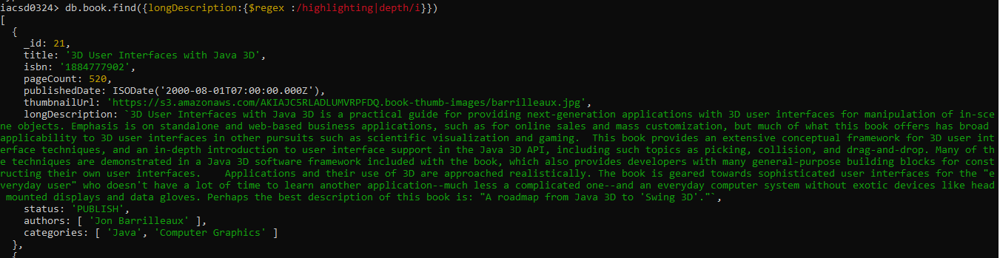 iacsd0324> db.book.find({longDescription:{$regex :/highlighting|depth/i}})
[
  {
    _id: 21,
    title: '3D User Interfaces with Java 3D',
    isbn: '1884777902',
    pageCount: 520,
    publishedDate: ISODate('2000-08-01T07:00:00.000Z'),
    thumbnailUrl: 'https://s3.amazonaws.com/AKIAJC5RLADLUMVRPFDQ.book-thumb-images/barrilleaux.jpg',
    longDescription: `3D User Interfaces with Java 3D is a practical guide for providing next-generation applications with 3D user interfaces for manipulation of in-sce
ne objects. Emphasis is on standalone and web-based business applications, such as for online sales and mass customization, but much of what this book offers has broad
applicability to 3D user interfaces in other pursuits such as scientific visualization and gaming.  This book provides an extensive conceptual framework for 3D user int
erface techniques, and an in-depth introduction to user interface support in the Java 3D API, including such topics as picking, collision, and drag-and-drop. Many of th
e techniques are demonstrated in a Java 3D software framework included with the book, which also provides developers with many general-purpose building blocks for const
ructing their own user interfaces.    Applications and their use of 3D are approached realistically. The book is geared towards sophisticated user interfaces for the "e
veryday user" who doesn't have a lot of time to learn another application--much less a complicated one--and an everyday computer system without exotic devices like head
 mounted displays and data gloves. Perhaps the best description of this book is: "A roadmap from Java 3D to 'Swing 3D'."`,
    status: 'PUBLISH',
    authors: [ 'Jon Barrilleaux' ],
    categories: [ 'Java', 'Computer Graphics' ]
  },
  {